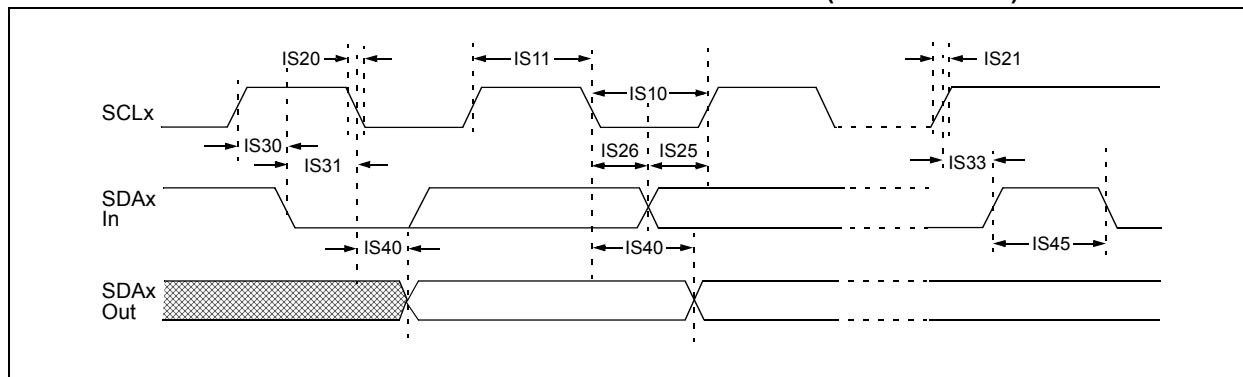 IS20
IS11
IS21
IS10
SCLx
IS30
IS26
IS25
IS31
IS33
SDAx
In
IS40
IS40
IS45
SDAx
Out